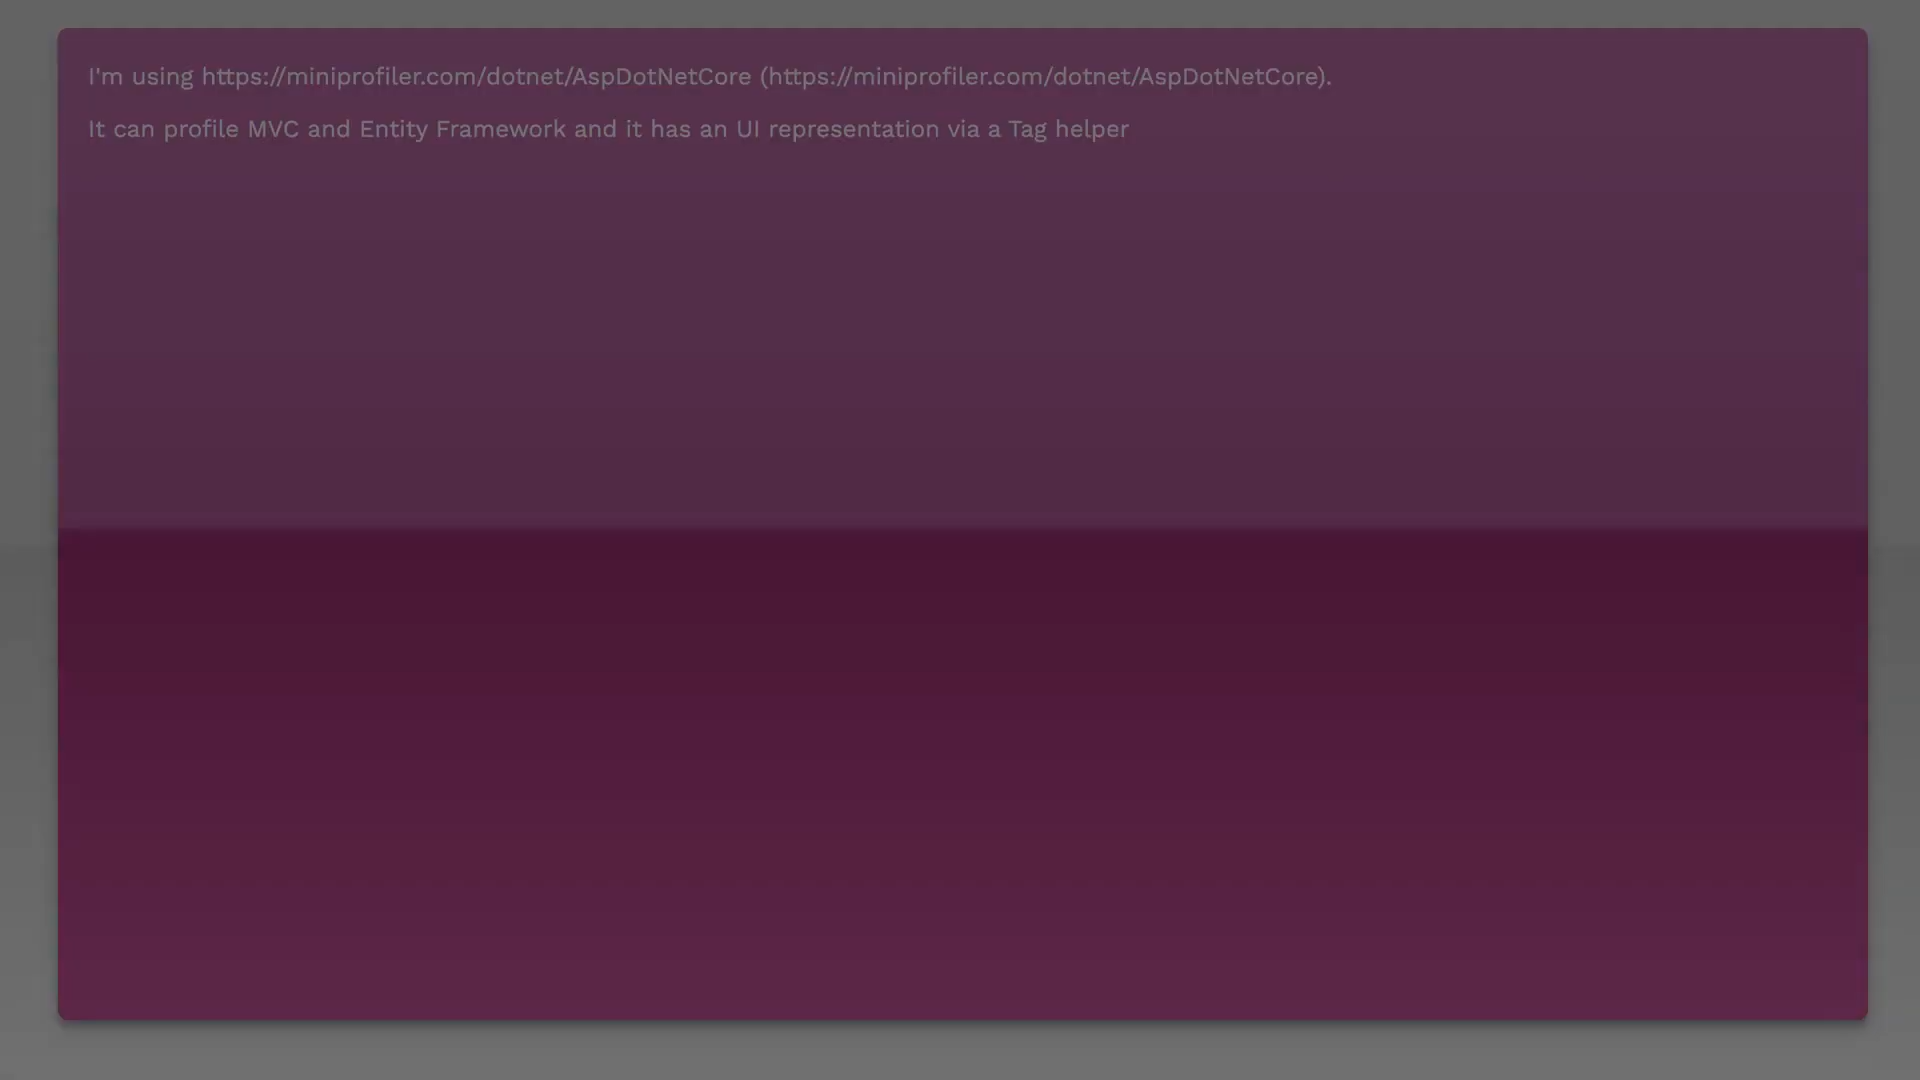 I'm using https://miniprofiler.com/dotnet/AspDotNetCore (https://miniprofiler.com/dotnet/AspDotNetCore).
It can profile MVC and Entity Framework and it has an UI representation via a Tag helper